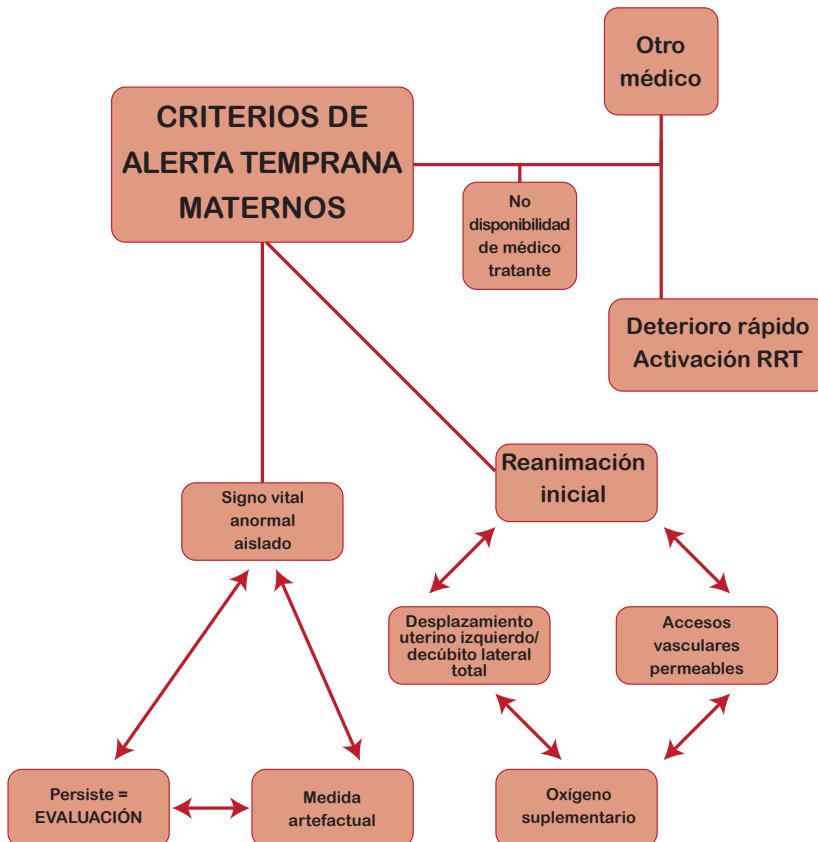 Otro
médico
CRITERIOS DE
ALERTA TEMPRANA
MATERNOS
No
disponibilidad
de médico
tratante
Deterioro rápido
Activación RRT
Reanimación
inicial
Signo vital
anormal
aislado
Desplazamiento
uterino izquierdo/
decúbito lateral
total
Accesos
vasculares
permeables
Persiste =
EVALUACIÓN
Medida
artefactual
Oxígeno
suplementario